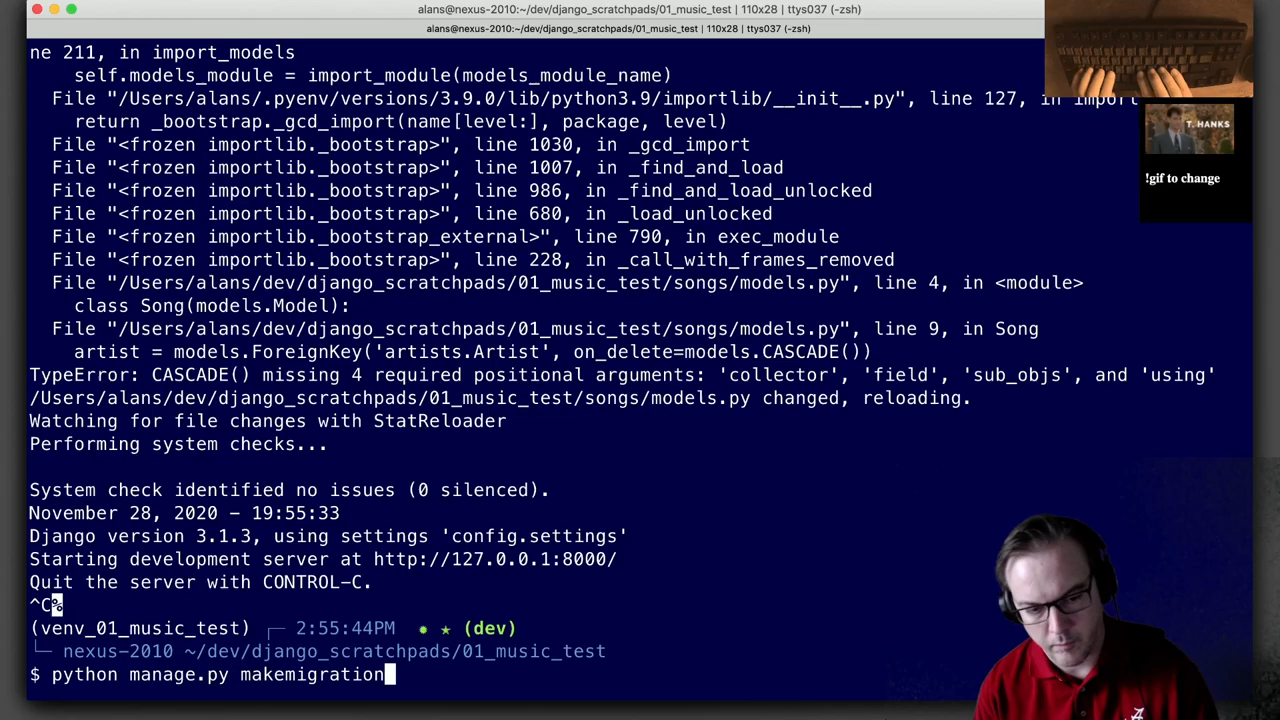 alans@nexus-2010:~/dev/django_scratchpads/01_music_test | 110x28 | ttys037 (-zsh)
alans@nexus-2010:~/dev/django_scratchpads/01_music_test | 110x28 | ttys037 (-zsh)
ne 211, in import_models
self.models_module = import_module(models_module_name)
File "/Users/alans/.pyenv/versions/3.9.0/lib/python3.9/importlib/__init__.py", line 127, in import
return _bootstrap._gcd_import(name[level:], package, level)
File "<frozen importlib._bootstrap>", line 1030, in _gcd_import
File "<frozen importlib._bootstrap>", line 1007, in _find_and_load
File "<frozen importlib._bootstrap>", line 986, in _find_and_load_unlocked
File "<frozen importlib._bootstrap>", line 680, in _load_unlocked
File "<frozen importlib._bootstrap_external>", line 790, in exec_module
File "<frozen importlib._bootstrap>", line 228, in _call_with_frames_removed
File "/Users/alans/dev/django_scratchpads/01_music_test/songs/models.py", line 4, in <module>
class Song(models.Model):
File "/Users/alans/dev/django_scratchpads/01_music_test/songs/models.py", line 9, in Song
artist = models.ForeignKey('artists.Artist', on_delete=models.CASCADE())
TypeError: CASCADE() missing 4 required positional arguments: 'collector', 'field', 'sub_objs', and 'using'
/Users/alans/dev/django_scratchpads/01_music_test/songs/models.py changed, reloading.
Watching for file changes with StatReloader
Performing system checks...
System check identified no issues (0 silenced).
November 28, 2020 - 19:55:33
Django version 3.1.3, using settings 'config.settings'
Starting development server at http://127.0.0.1:8000/
Quit the server with CONTROL-C.
^C%
(venv_01_music_test) ┌─ 2:55:44PM ● ★ (dev)
└─ nexus-2010 ~/dev/django_scratchpads/01_music_test
$ python manage.py makemigration
T. HANKS
!gif to change